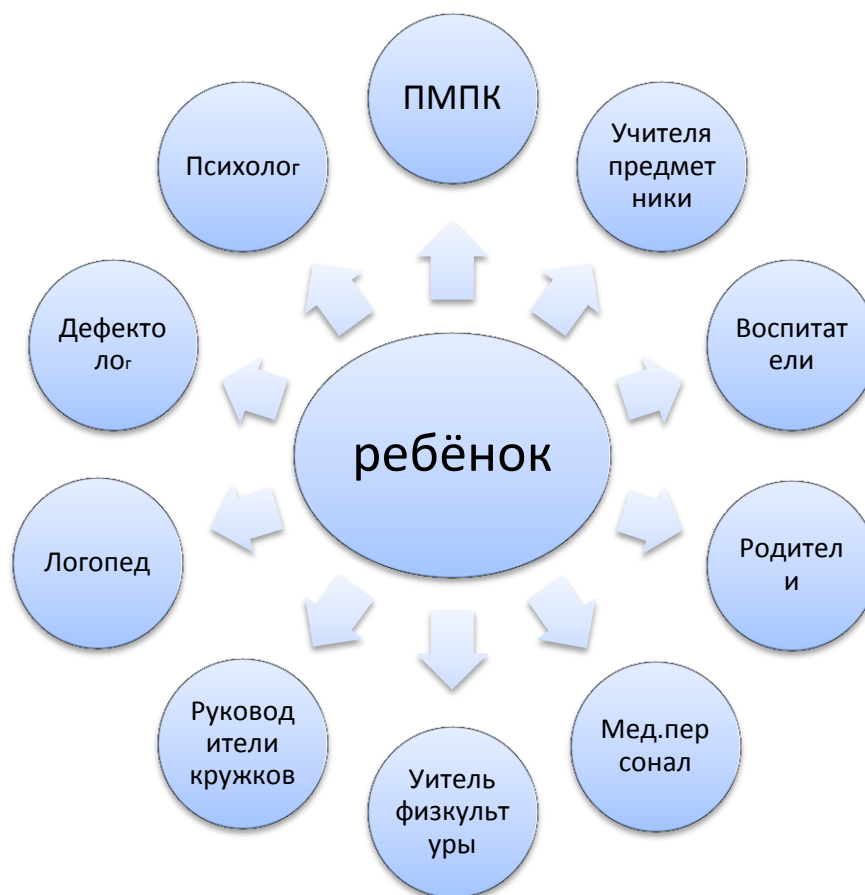 ПМПК
Учителя
предмет
ники
Воспитат
ели
Родител
и
Мед.пер
сонал
Уитель
физкульт
уры
Руковод
ители
кружков
Логопед
Дефекто
лог
Психолог
ребёнок